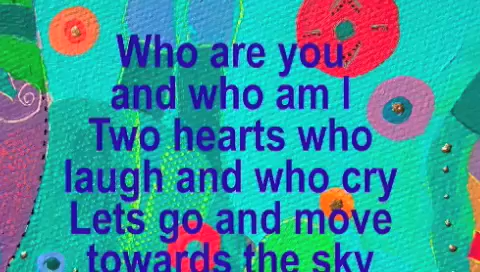 Who are you
and who am I
Two hearts who
laugh and who cry
Lets go and move
towards the sky